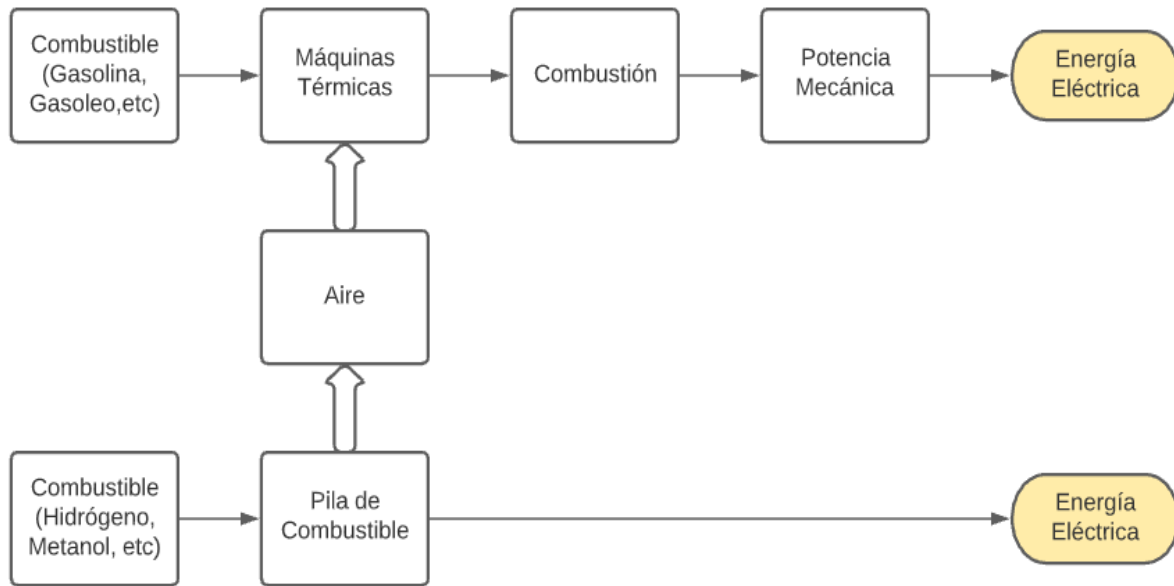 Combustible
(Gasolina,
Gasoleo,etc)
Máquinas
Térmicas
Combustión
Potencia
Mecánica
Energía
Eléctrica
Aire
Combustible
(Hidrógeno,
Metanol, etc)
Pila de
Combustible
Energía
Eléctrica